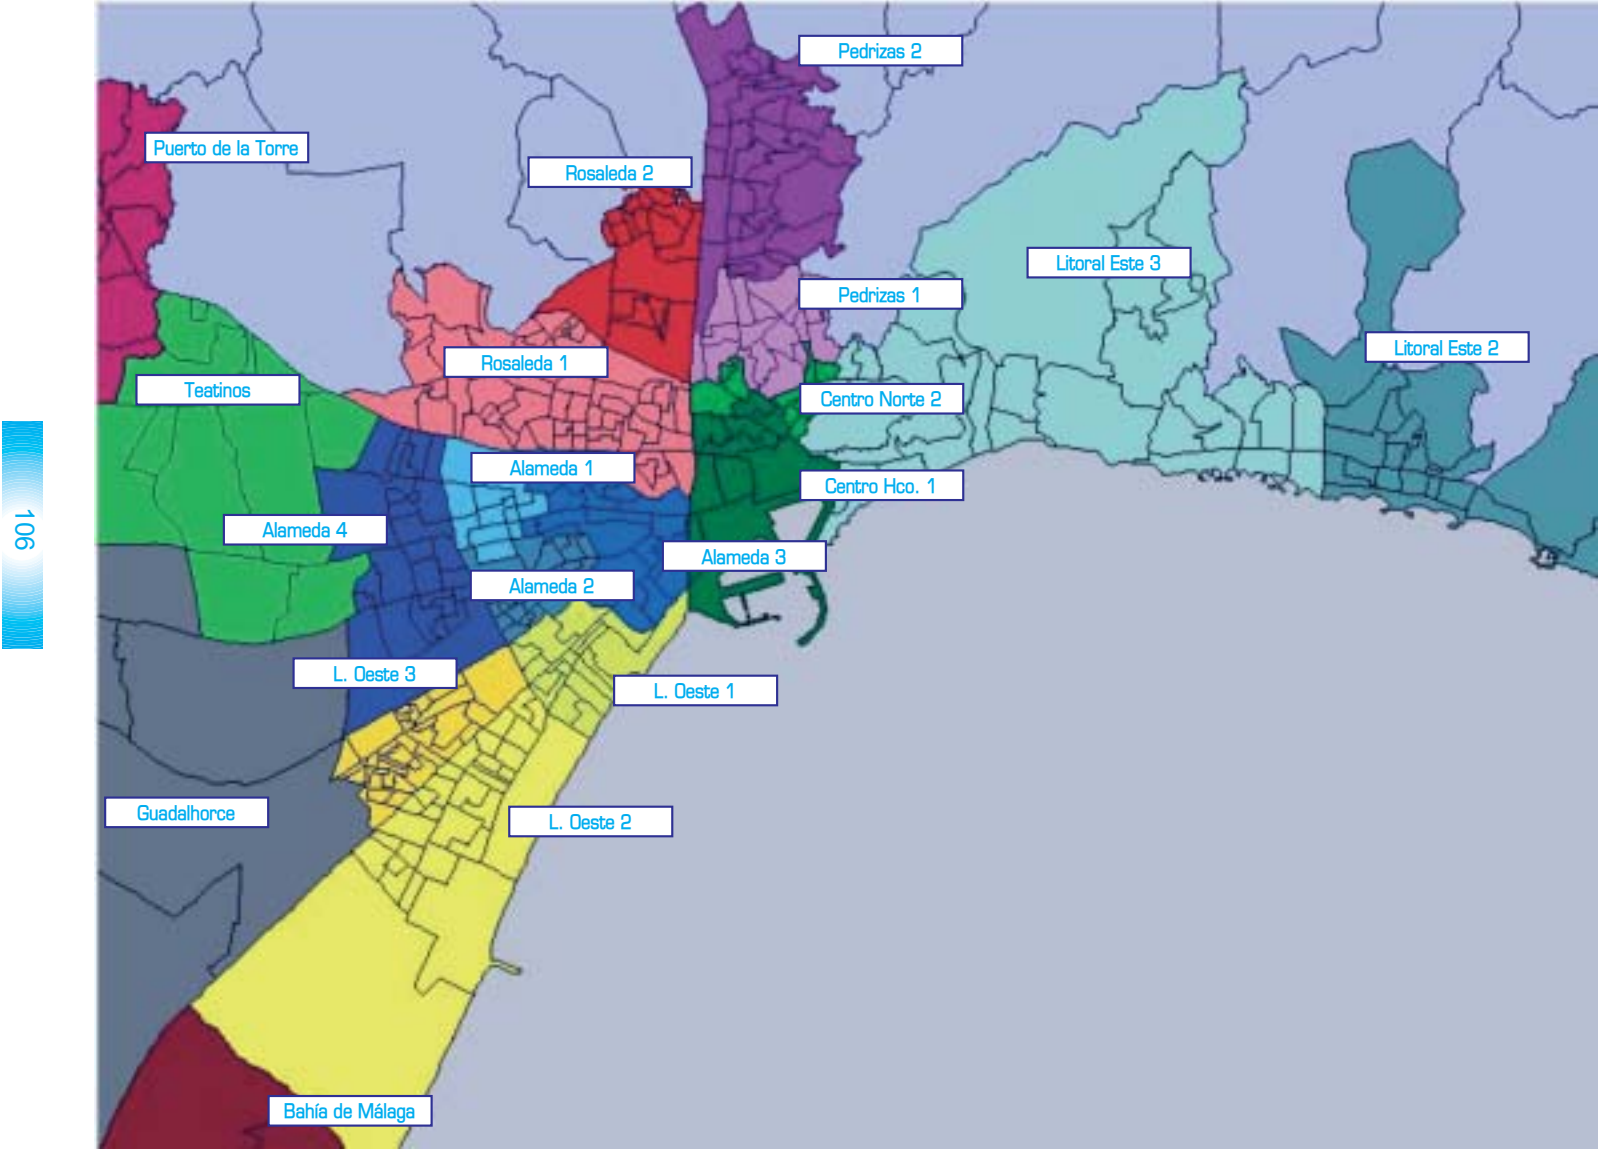 Pedrizas 2
Puerto de la Torre
Rosaleda 2
Litoral Este 3
Pedrizas 1
Litoral Este 2
Rosaleda 1
Teatinos
Centro Norte 2
Alameda 1
Centro Hco. 1
Alameda 4
106
Alameda 3
Alameda 2
L. Oeste 3
L. Oeste 1
Guadalhorce
L. Oeste 2
Bahía de Málaga